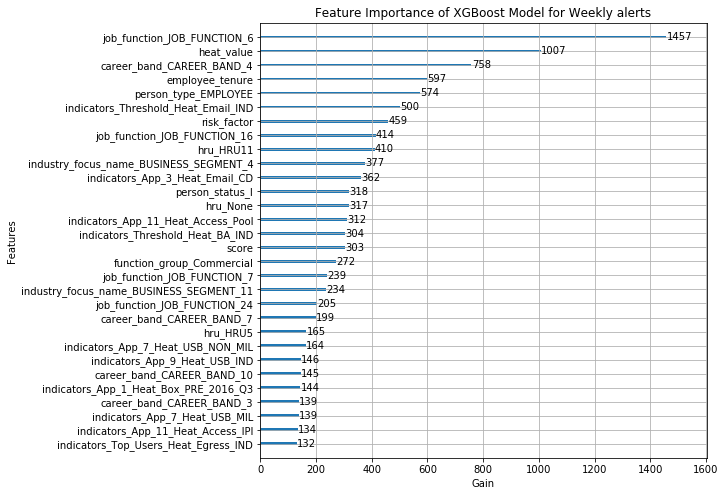 Feature Importance of XGBoost Model for Weekly alerts
job_function_JOB_FUNCTION_6 1457
heat_value 1007
career_band_CAREER_BAND_4 758
employee_tenure 597
person_type_EMPLOYEE 574
indicators_Threshold_Heat_Email_IND 500
risk_factor 459
job_function_JOB_FUNCTION_16 414
hru_HRU11 410
industry_focus_name_BUSINESS_SEGMENT_4 377
indicators_App_3_Heat_Email_CD 362
person_status_I 318
hru_None 317
indicators_App_11_Heat_Access_Pool 312
indicators_Threshold_Heat_BA_IND 304
score 303
function_group_Commercial 272
job_function_JOB_FUNCTION_7 239
industry_focus_name_BUSINESS_SEGMENT_11 234
job_function_JOB_FUNCTION_24 205
career_band_CAREER_BAND_7 199
hru_HRU5 165
indicators_App_7_Heat_USB_NON_MIL 164
indicators_App_9_Heat_USB_IND 146
career_band_CAREER_BAND_10 145
indicators_App_1_Heat_Box_PRE_2016_Q3 144
career_band_CAREER_BAND_3 139
indicators_App_7_Heat_USB_MIL 139
indicators_App_11_Heat_Access_IPI 134
indicators_Top_Users_Heat_Egress_IND 132
Features
0 200 400 600 800 1000 1200 1400 1600
Gain